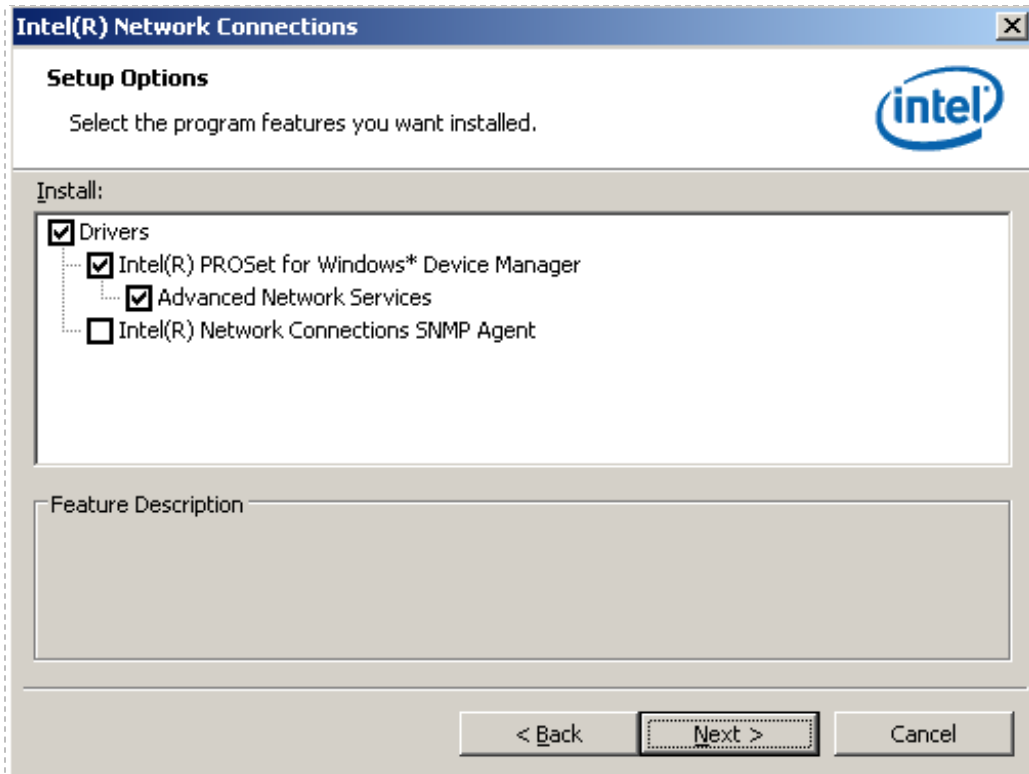 Intel(R) Network Connections
Setup Options
Select the program features you want installed.
intel
Install:
Drivers
Intel(R) PROSet for Windows* Device Manager
Advanced Network Services
Intel(R) Network Connections SNMP Agent
Feature Description
< Back
Next >
Cancel